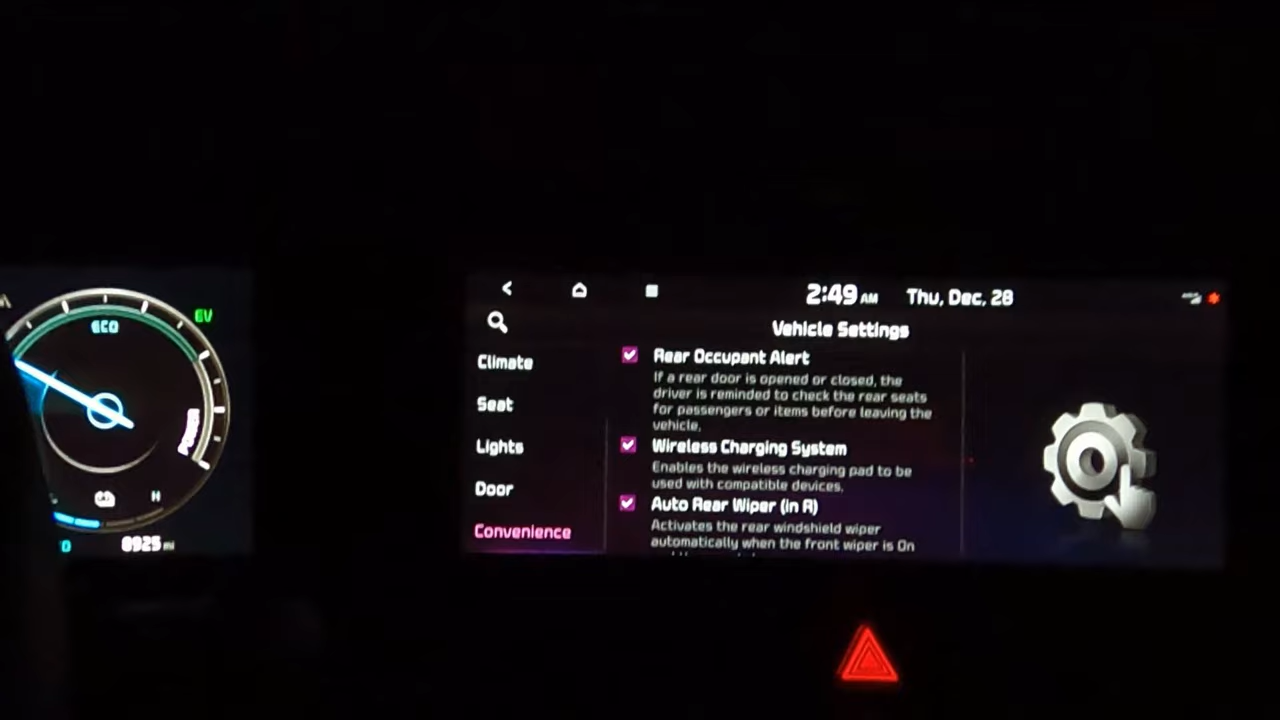 ECO
EV
POWER
H
D 8925 mi
2:49 AM Thu, Dec. 28
Vehicle Settings
Climate
Seat
Lights
Door
Convenience
Rear Occupant Alert
If a rear door is opened or closed, the
driver is reminded to check the rear seats
for passengers or items before leaving the
vehicle.
Wireless Charging System
Enables the wireless charging pad to be
used with compatible devices.
Auto Rear Wiper (in R)
Activates the rear windshield wiper
automatically when the front wiper is On